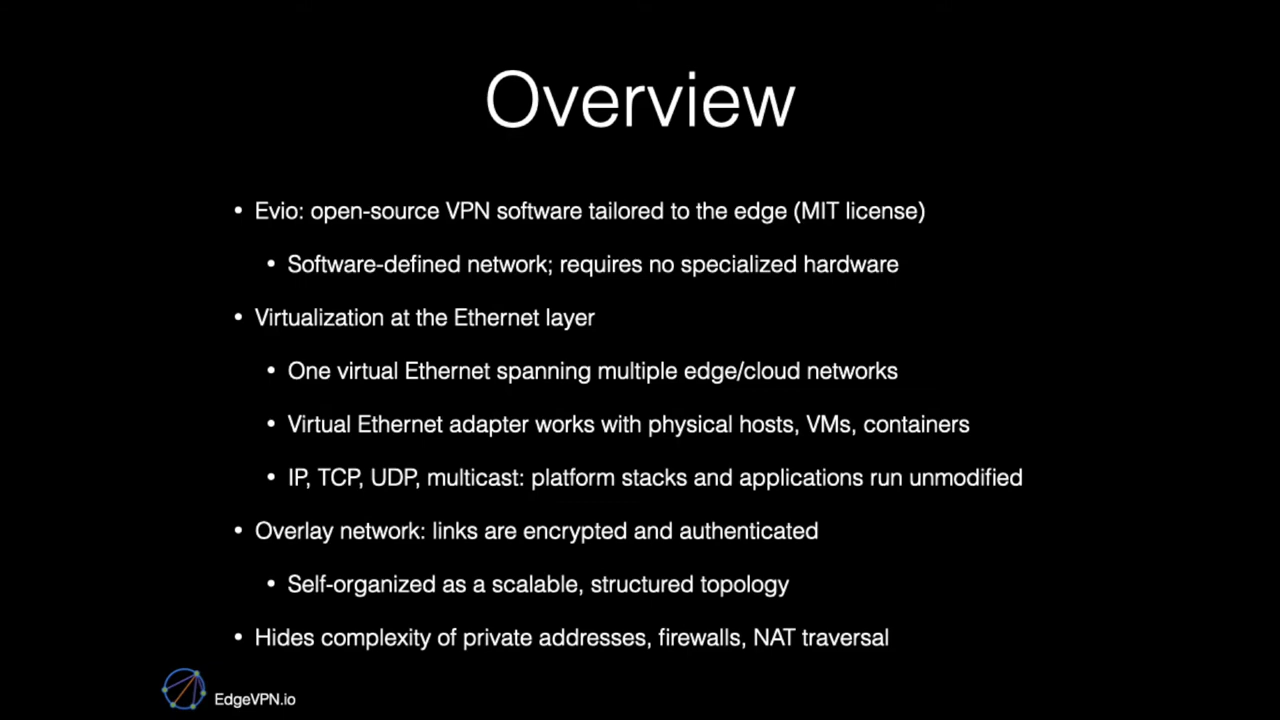 Overview
• Evio: open-source VPN software tailored to the edge (MIT license)
• Software-defined network; requires no specialized hardware
• Virtualization at the Ethernet layer
• One virtual Ethernet spanning multiple edge/cloud networks
• Virtual Ethernet adapter works with physical hosts, VMs, containers
• IP, TCP, UDP, multicast: platform stacks and applications run unmodified
• Overlay network: links are encrypted and authenticated
• Self-organized as a scalable, structured topology
• Hides complexity of private addresses, firewalls, NAT traversal
EdgeVPN.io